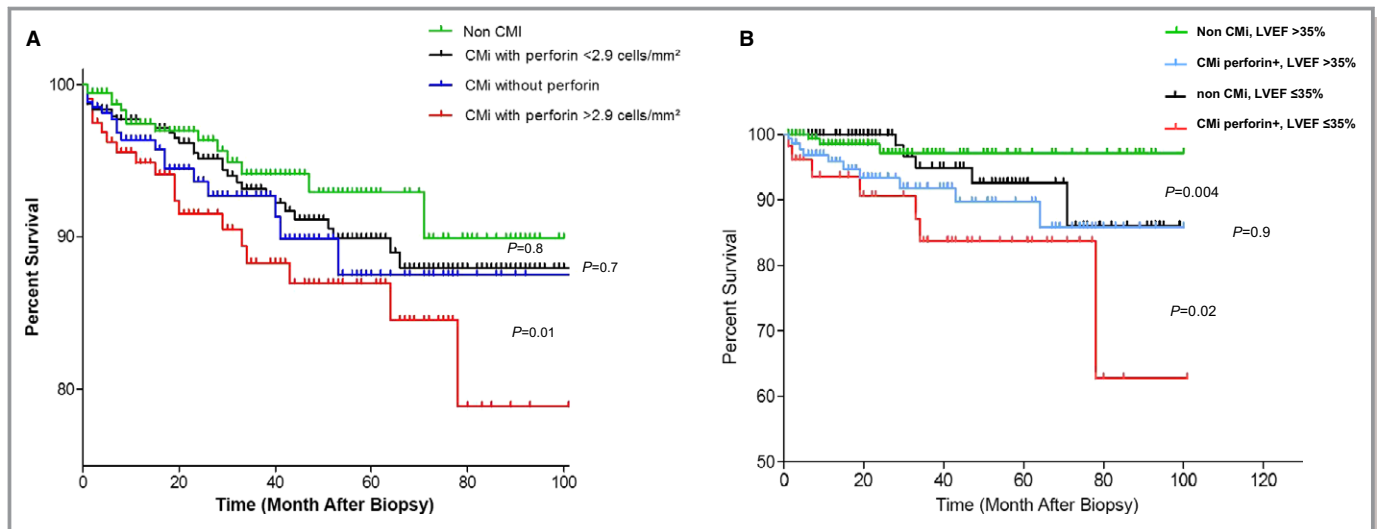 A
Non CMI
CMi with perforin <2.9 cells/mm²
CMi without perforin
CMi with perforin >2.9 cells/mm²
100
90
80
Percent Survival
P=0.8
P=0.7
P=0.01
0 20 40 60 80 100
Time (Month After Biopsy)
B
Non CMi, LVEF >35%
CMi perforin+, LVEF >35%
non CMi, LVEF ≤35%
CMi perforin+, LVEF ≤35%
100
90
80
70
60
50
Percent Survival
P=0.004
P=0.9
P=0.02
0 20 40 60 80 100 120
Time (Month After Biopsy)